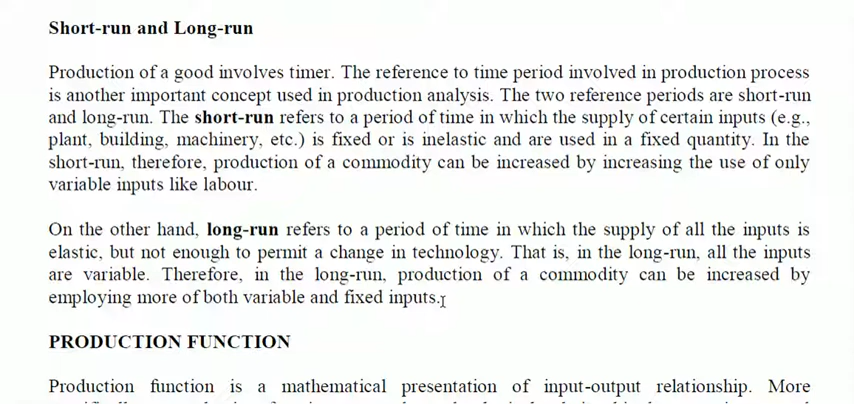 Short-run and Long-run
Production of a good involves timer. The reference to time period involved in production process
is another important concept used in production analysis. The two reference periods are short-run
and long-run. The short-run refers to a period of time in which the supply of certain inputs (e.g.,
plant, building, machinery, etc.) is fixed or is inelastic and are used in a fixed quantity. In the
short-run, therefore, production of a commodity can be increased by increasing the use of only
variable inputs like labour.
On the other hand, long-run refers to a period of time in which the supply of all the inputs is
elastic, but not enough to permit a change in technology. That is, in the long-run, all the inputs
are variable. Therefore, in the long-run, production of a commodity can be increased by
employing more of both variable and fixed inputs.
PRODUCTION FUNCTION
Production function is a mathematical presentation of input-output relationship. More